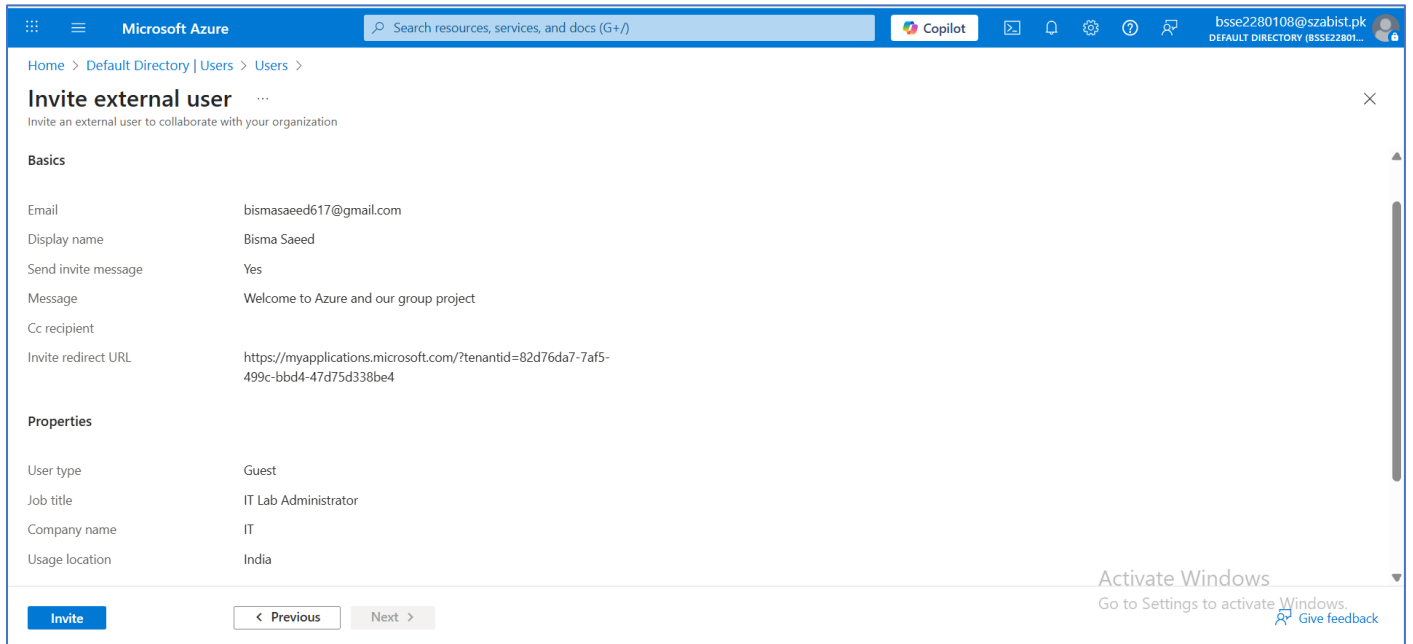 Microsoft Azure
Search resources, services, and docs (G+/)
Copilot
bsse2280108@szabist.pk
DEFAULT DIRECTORY (BSSE22801...
Home > Default Directory | Users > Users >
Invite external user ...
Invite an external user to collaborate with your organization
Basics
Email bismasaeed617@gmail.com
Display name Bisma Saeed
Send invite message Yes
Message Welcome to Azure and our group project
Cc recipient
Invite redirect URL https://myapplications.microsoft.com/?tenantid=82d76da7-7af5-
499c-bbd4-47d75d338be4
Properties
User type Guest
Job title IT Lab Administrator
Company name IT
Usage location India
Activate Windows
Go to Settings to activate Windows.
Invite < Previous Next > Give feedback